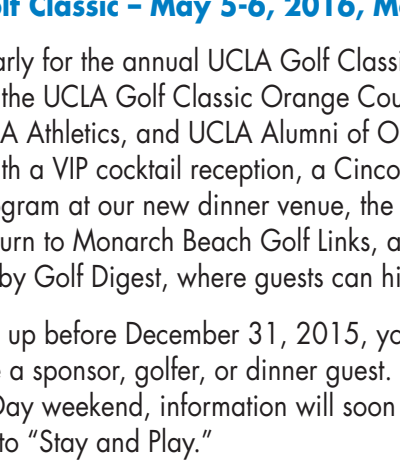 olf Classic – May 5-6, 2016, Mo
arly for the annual UCLA Golf Classi
the UCLA Golf Classic Orange Cou
A Athletics, and UCLA Alumni of O
th a VIP cocktail reception, a Cinco
gram at our new dinner venue, the
urn to Monarch Beach Golf Links, a
by Golf Digest, where guests can hi
up before December 31, 2015, yo
a sponsor, golfer, or dinner guest.
Day weekend, information will soon
to “Stay and Play.”